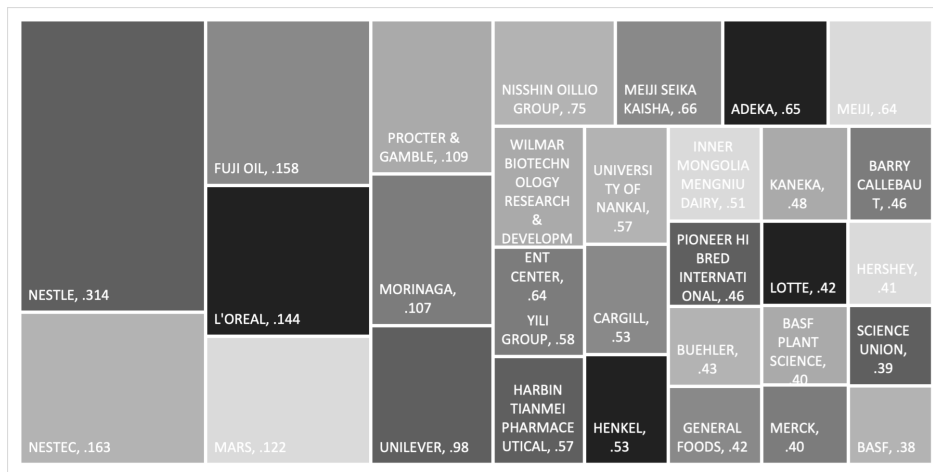 NESTLE, .314
NESTEC, .163
FUJI OIL, .158
L'OREAL, .144
MARS, .122
PROCTER &
GAMBLE, .109
MORINAGA,
.107
UNILEVER, .98
NISSHIN OILLIO
GROUP, .75
MEIJI SEIKA
KAISHA, .66
ADEKA, .65
MEIJI, .64
WILMAR
BIOTECHN
OLOGY
RESEARCH
&
DEVELOPM
ENT
CENTER,
.64
YILI
GROUP, .58
HARBIN
TIANMEI
PHARMACE
UTICAL, .57
UNIVERSI
TY OF
NANKAI,
.57
CARGILL,
.53
HENKEL,
.53
INNER
MONGOLIA
MENGNIU
DAIRY, .51
KANEKA,
.48
BARRY
CALLEBAU
T, .46
PIONEER HI
BRED
INTERNATI
ONAL, .46
LOTTE, .42
HERSHEY,
.41
BUEHLER,
.43
BASF
PLANT
SCIENCE,
.40
SCIENCE
UNION,
.39
GENERAL
FOODS, .42
MERCK,
.40
BASF, .38